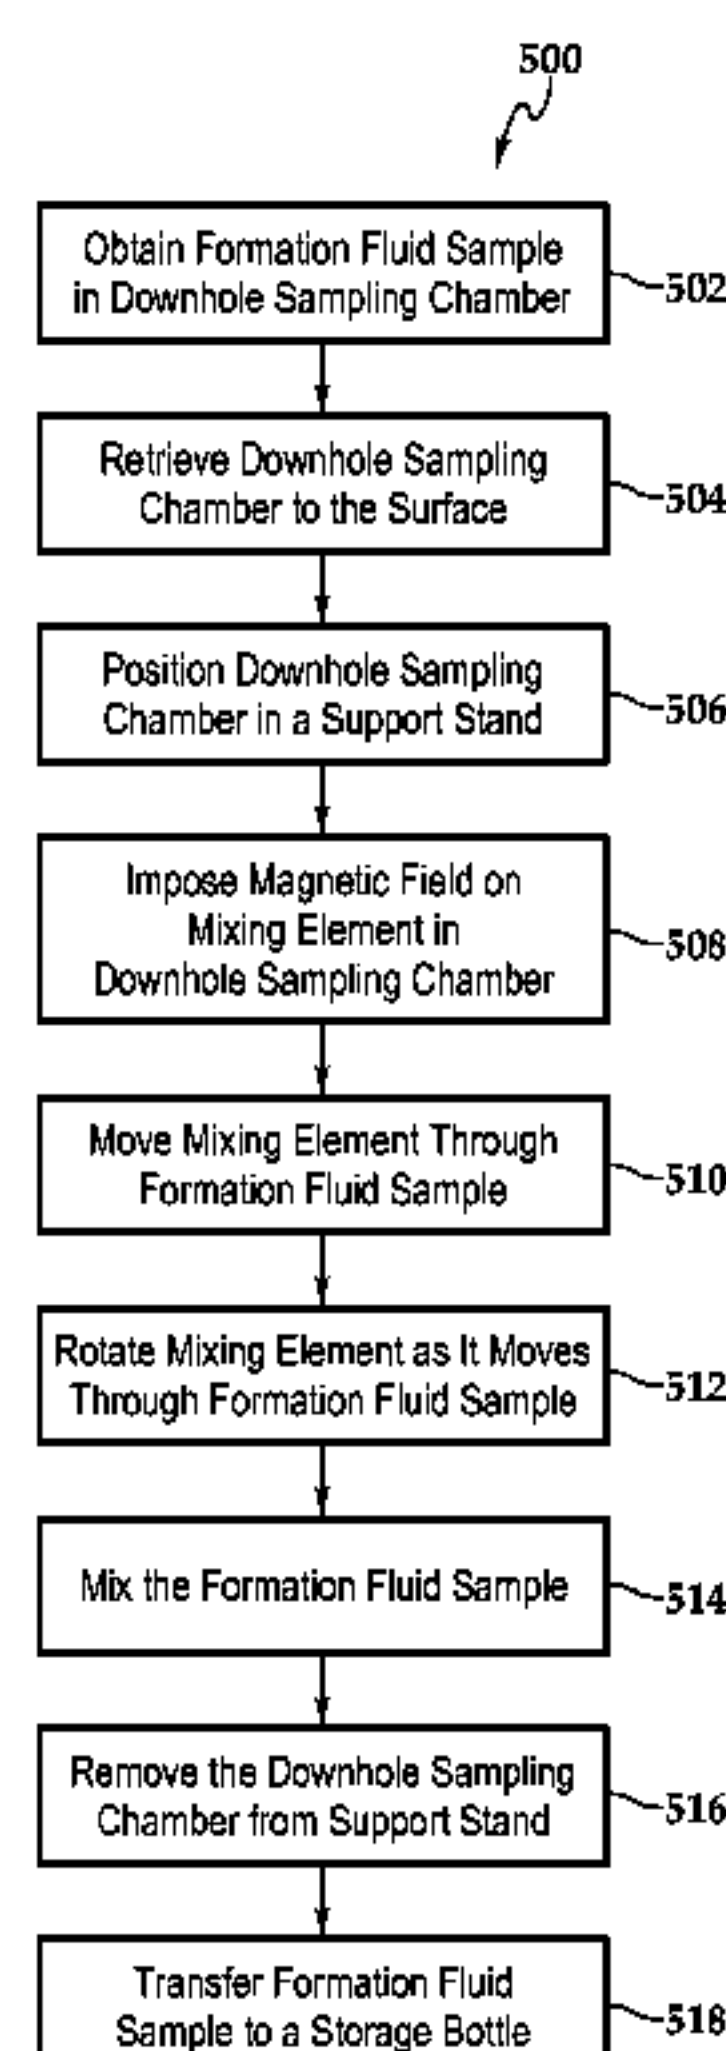 500
Obtain Formation Fluid Sample
in Downhole Sampling Chamber
502
Retrieve Downhole Sampling
Chamber to the Surface
504
Position Downhole Sampling
Chamber in a Support Stand
506
Impose Magnetic Field on
Mixing Element in
Downhole Sampling Chamber
508
Move Mixing Element Through
Formation Fluid Sample
510
Rotate Mixing Element as It Moves
Through Formation Fluid Sample
512
Mix the Formation Fluid Sample
514
Remove the Downhole Sampling
Chamber from Support Stand
516
Transfer Formation Fluid
Sample to a Storage Bottle
518